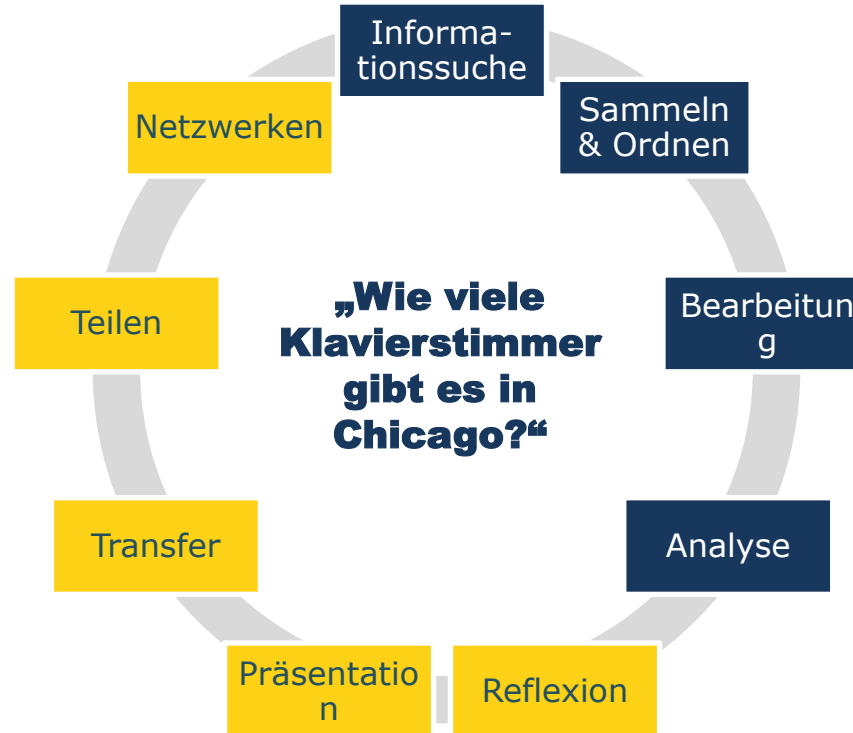 Informa-
tionssuche
Sammeln
& Ordnen
Bearbeitun
g
Analyse
Reflexion
Präsentatio
n
Transfer
Teilen
Netzwerken
„Wie viele
Klavierstimmer
gibt es in
Chicago?“